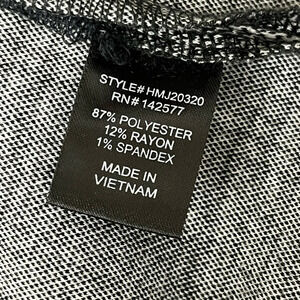 STYLE# HMJ20320
RN# 142577
87% POLYESTER
12% RAYON
1% SPANDEX
MADE IN
VIETNAM